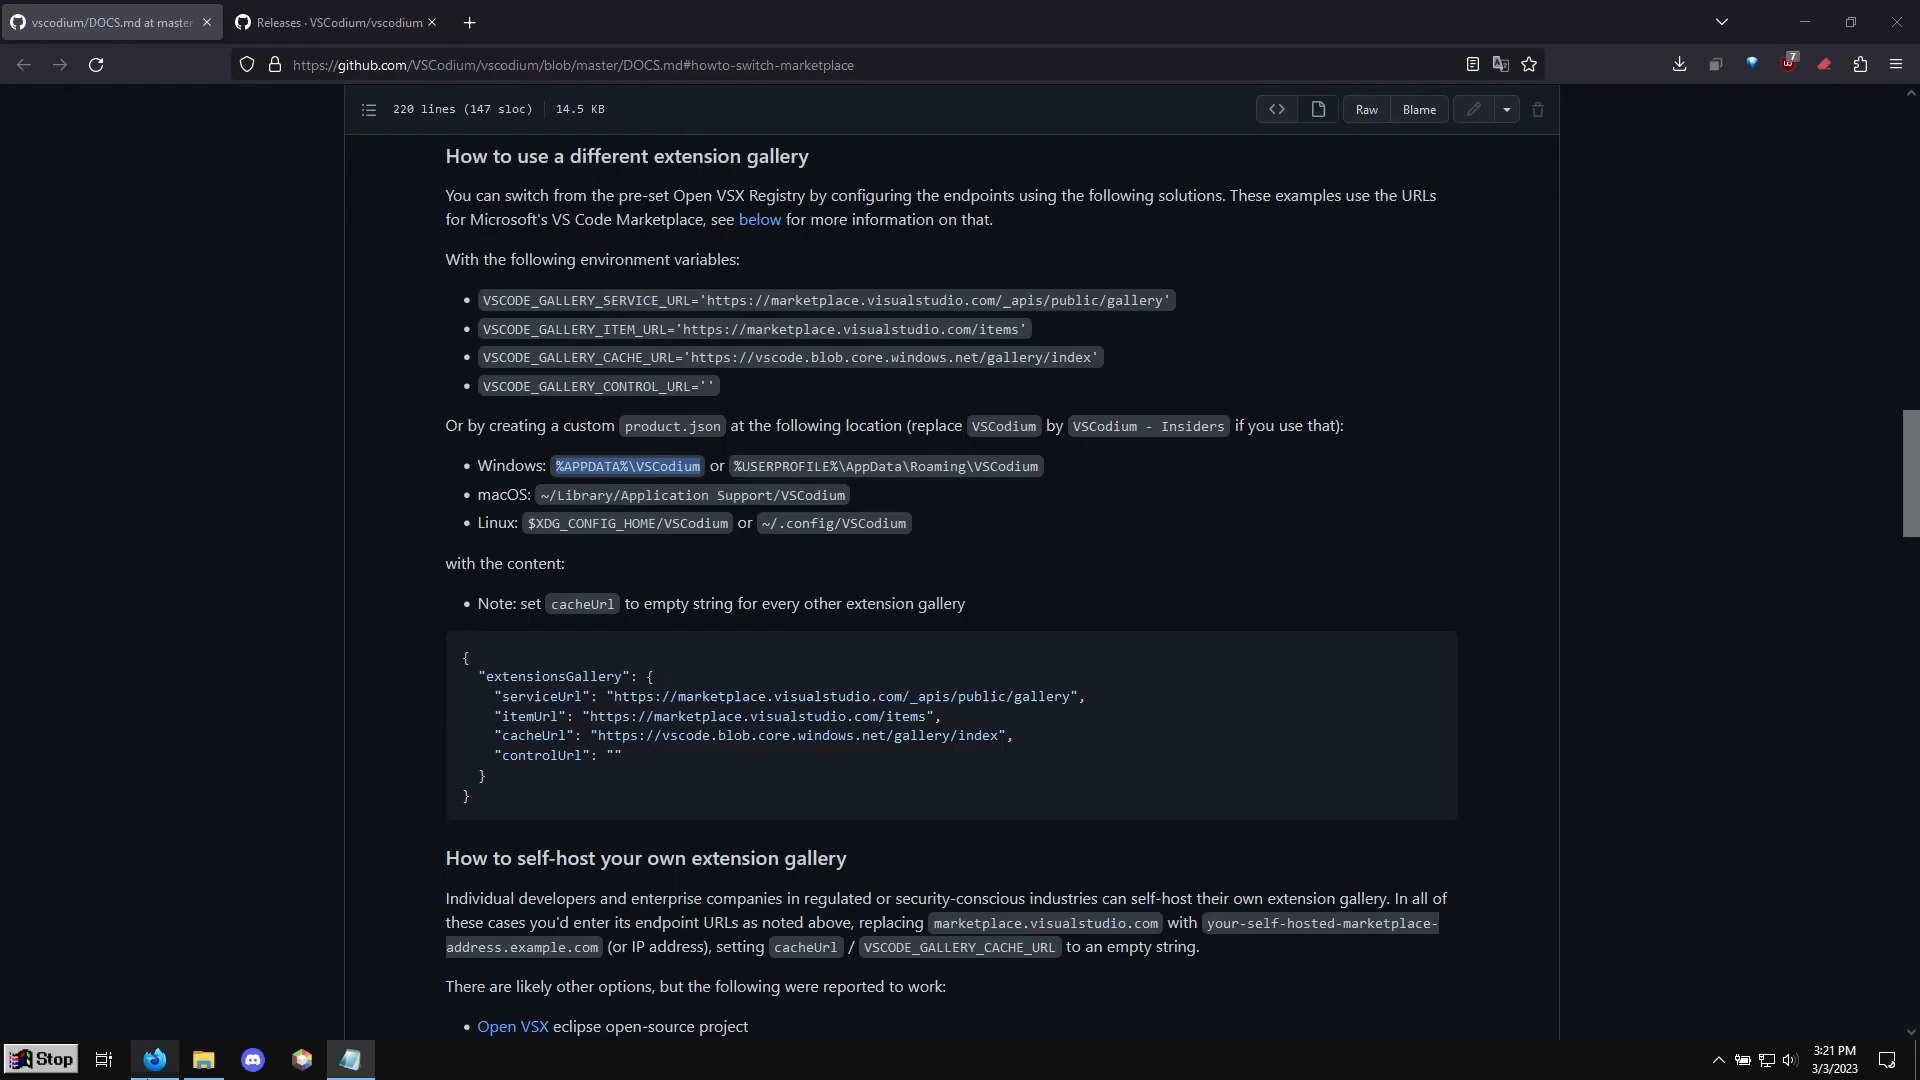 vscodium/DOCS.md at master
Releases · VSCodium/vscodium
https://github.com/VSCodium/vscodium/blob/master/DOCS.md#howto-switch-marketplace
7
220 lines (147 sloc) 14.5 KB
Raw
Blame
How to use a different extension gallery
You can switch from the pre-set Open VSX Registry by configuring the endpoints using the following solutions. These examples use the URLs
for Microsoft's VS Code Marketplace, see below for more information on that.
With the following environment variables:
• VSCODE_GALLERY_SERVICE_URL='https://marketplace.visualstudio.com/_apis/public/gallery'
• VSCODE_GALLERY_ITEM_URL='https://marketplace.visualstudio.com/items'
• VSCODE_GALLERY_CACHE_URL='https://vscode.blob.core.windows.net/gallery/index'
• VSCODE_GALLERY_CONTROL_URL=''
Or by creating a custom product.json at the following location (replace VSCodium by VSCodium - Insiders if you use that):
• Windows: %APPDATA%\VSCodium or %USERPROFILE%\AppData\Roaming\VSCodium
• macOS: ~/Library/Application Support/VSCodium
• Linux: $XDG_CONFIG_HOME/VSCodium or ~/.config/VSCodium
with the content:
• Note: set cacheUrl to empty string for every other extension gallery
{
"extensionsGallery": {
"serviceUrl": "https://marketplace.visualstudio.com/_apis/public/gallery",
"itemUrl": "https://marketplace.visualstudio.com/items",
"cacheUrl": "https://vscode.blob.core.windows.net/gallery/index",
"controlUrl": ""
}
}
How to self-host your own extension gallery
Individual developers and enterprise companies in regulated or security-conscious industries can self-host their own extension gallery. In all of
these cases you'd enter its endpoint URLs as noted above, replacing marketplace.visualstudio.com with your-self-hosted-marketplace-
address.example.com (or IP address), setting cacheUrl / VSCODE_GALLERY_CACHE_URL to an empty string.
There are likely other options, but the following were reported to work:
• Open VSX eclipse open-source project
Stop
3:21 PM
3/3/2023